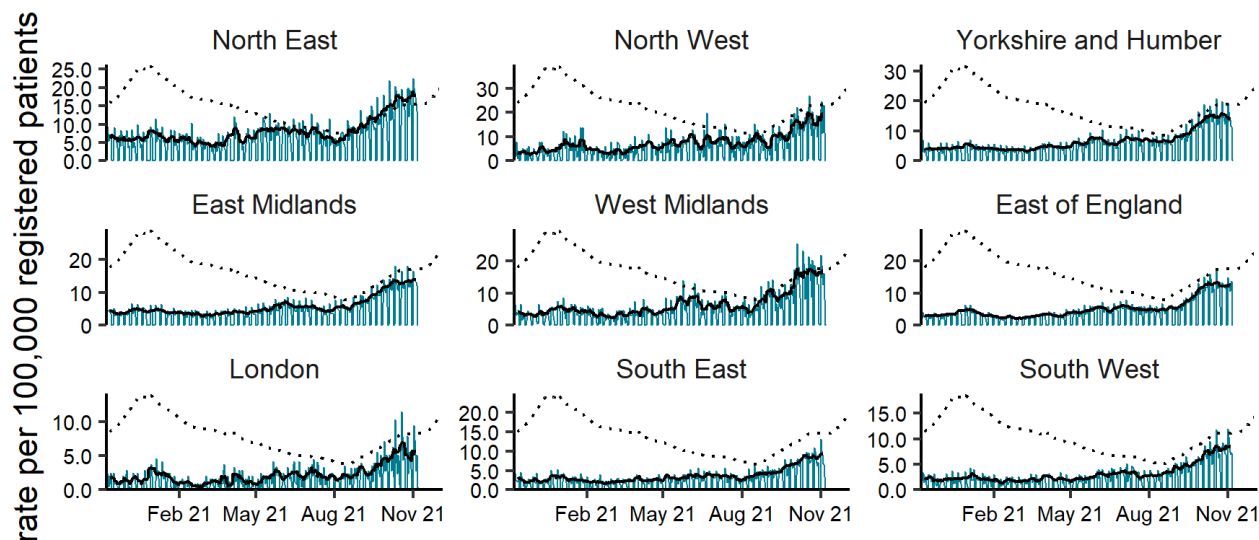 rate per 100,000 registered patients
North East
North West
Yorkshire and Humber
25.0
20.0
15.0
10.0
5.0
0.0
30
20
10
0
30
20
10
0
East Midlands
West Midlands
East of England
20
10
0
20
10
0
20
10
0
London
South East
South West
10.0
5.0
0.0
20.0
15.0
10.0
5.0
0.0
15.0
10.0
5.0
0.0
Feb 21 May 21 Aug 21 Nov 21
Feb 21 May 21 Aug 21 Nov 21
Feb 21 May 21 Aug 21 Nov 21